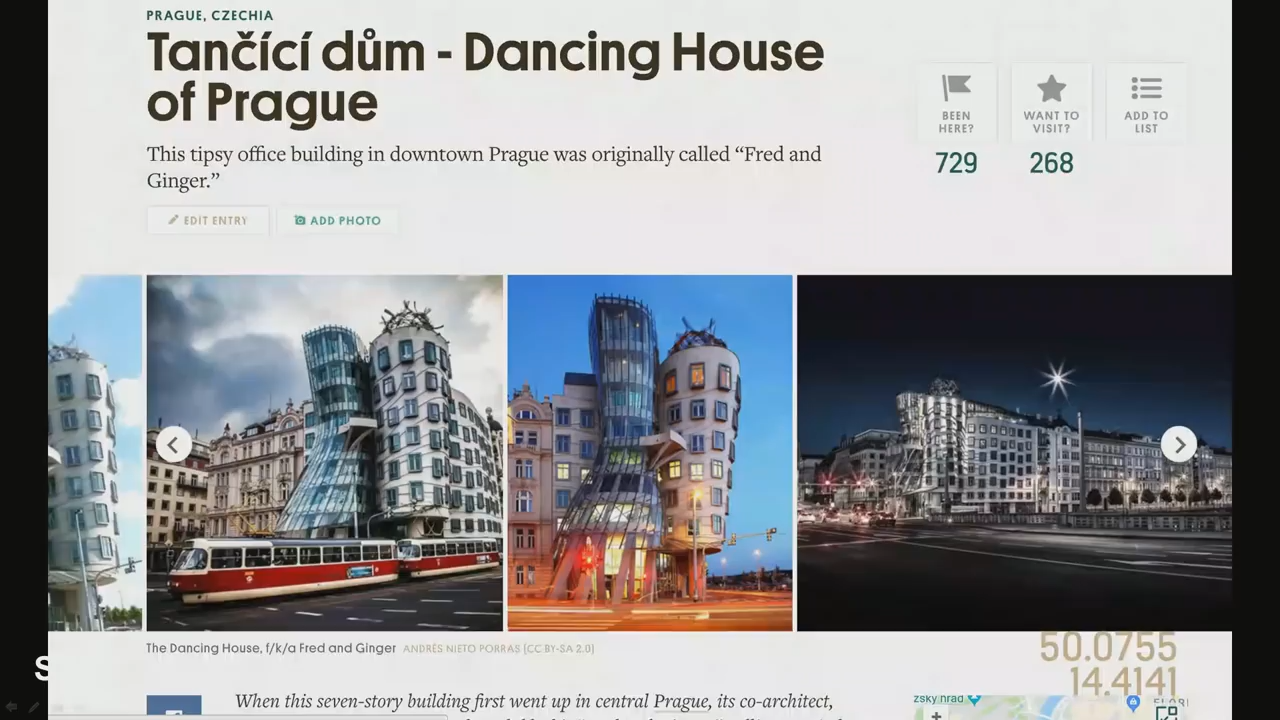 PRAGUE, CZECHIA
Tančící dům - Dancing House
of Prague
This tipsy office building in downtown Prague was originally called “Fred and
Ginger.”
EDIT ENTRY
ADD PHOTO
BEEN
HERE?
729
WANT TO
VISIT?
268
ADD TO
LIST
The Dancing House, f/k/a Fred and Ginger ANDRÉS NIETO PORRAS (CC BY-SA 2.0)
50.0755
14.4141
S
When this seven-story building first went up in central Prague, its co-architect,